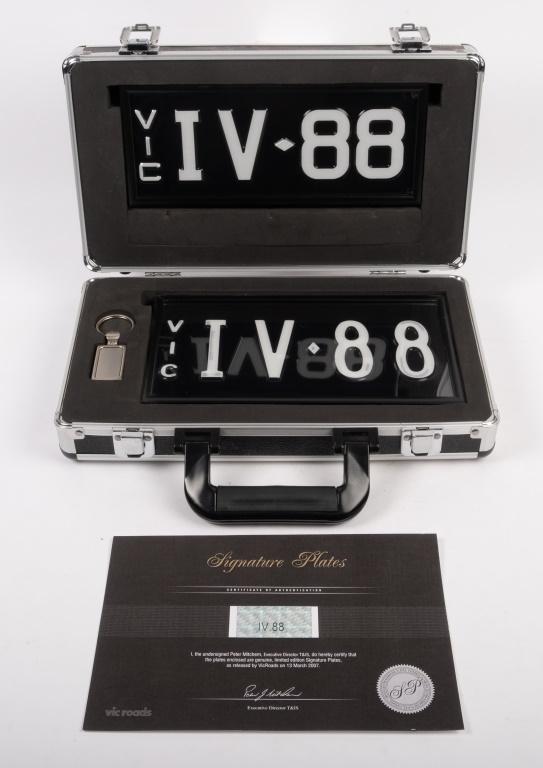 VIC IV·88
VIC IV·88
Signature Plates
CERTIFICATE OF AUTHENTICATION
IV.88
I, the undersigned Peter Mitchem, Executive Director T&IS, do hereby certify that
the plates enclosed are genuine, limited edition Signature Plates,
as released by VicRoads on 13 March 2007.
Executive Director T&IS
vic roads
SP